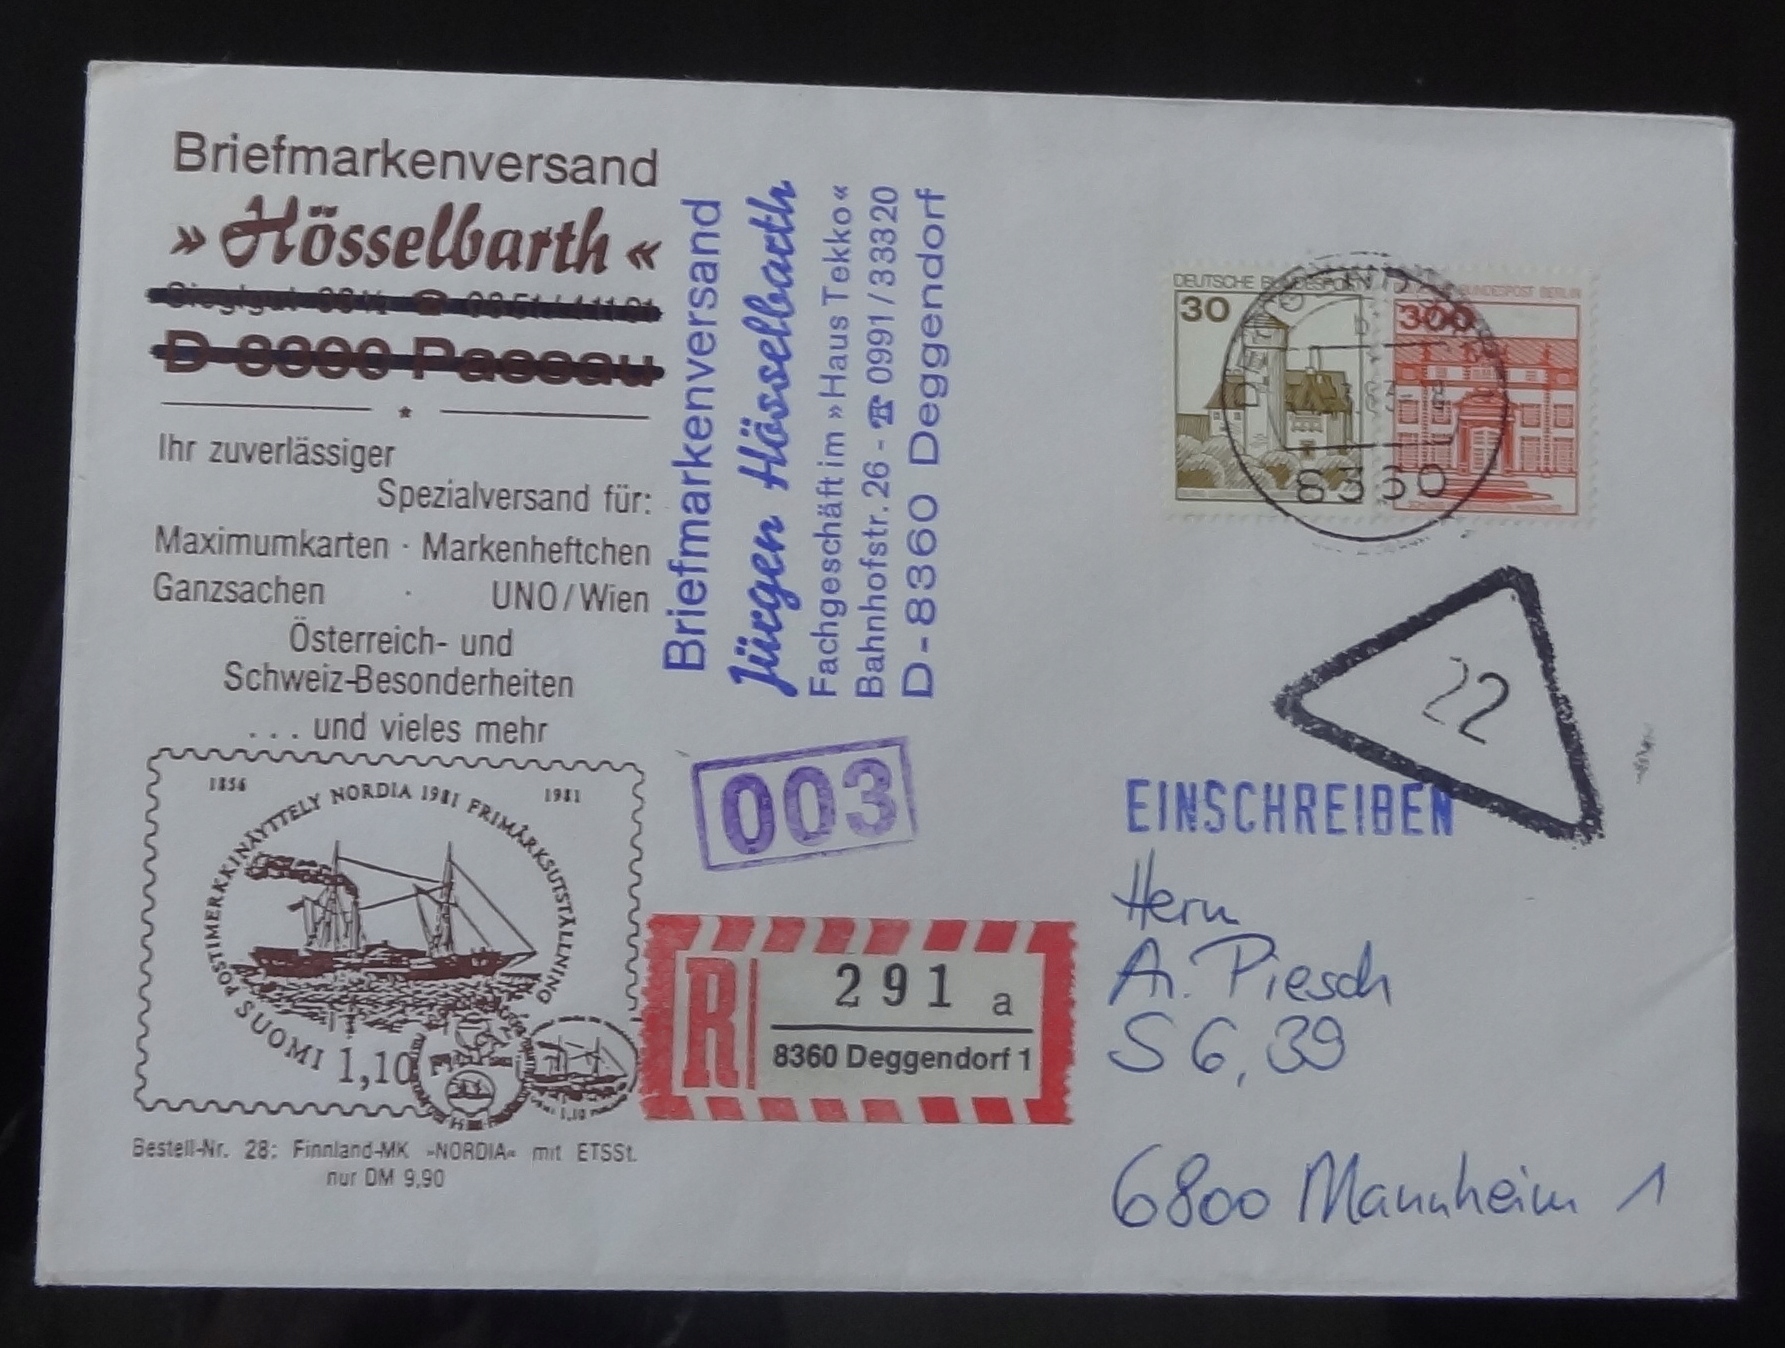 Briefmarkenversand
» Hösselbarth «
D-8390 Passau
Ihr zuverlässiger
Spezialversand für:
Maximumkarten · Markenheftchen
Ganzsachen · UNO/Wien
Österreich- und
Schweiz-Besonderheiten
... und vieles mehr
1856 1981
POSTIMERKKINÄYTTELY NORDIA 1981 FRIMÄRKSUTSTÄLLNING
SUOMI 1,10
Bestell-Nr. 28: Finnland-MK »NORDIA« mit ETSSt.
nur DM 9,90
Briefmarkenversand
Jürgen Hösselbarth
Fachgeschäft im »Haus Tekko«
Bahnhofstr. 26 - ☎ 0991/33320
D-8360 Deggendorf
003
R 291 a
8360 Deggendorf 1
DEUTSCHE BUNDESPOST
30
BUNDESPOST BERLIN
300
8360
22
EINSCHREIBEN
Herrn
A. Piesch
S 6, 39
6800 Mannheim 1